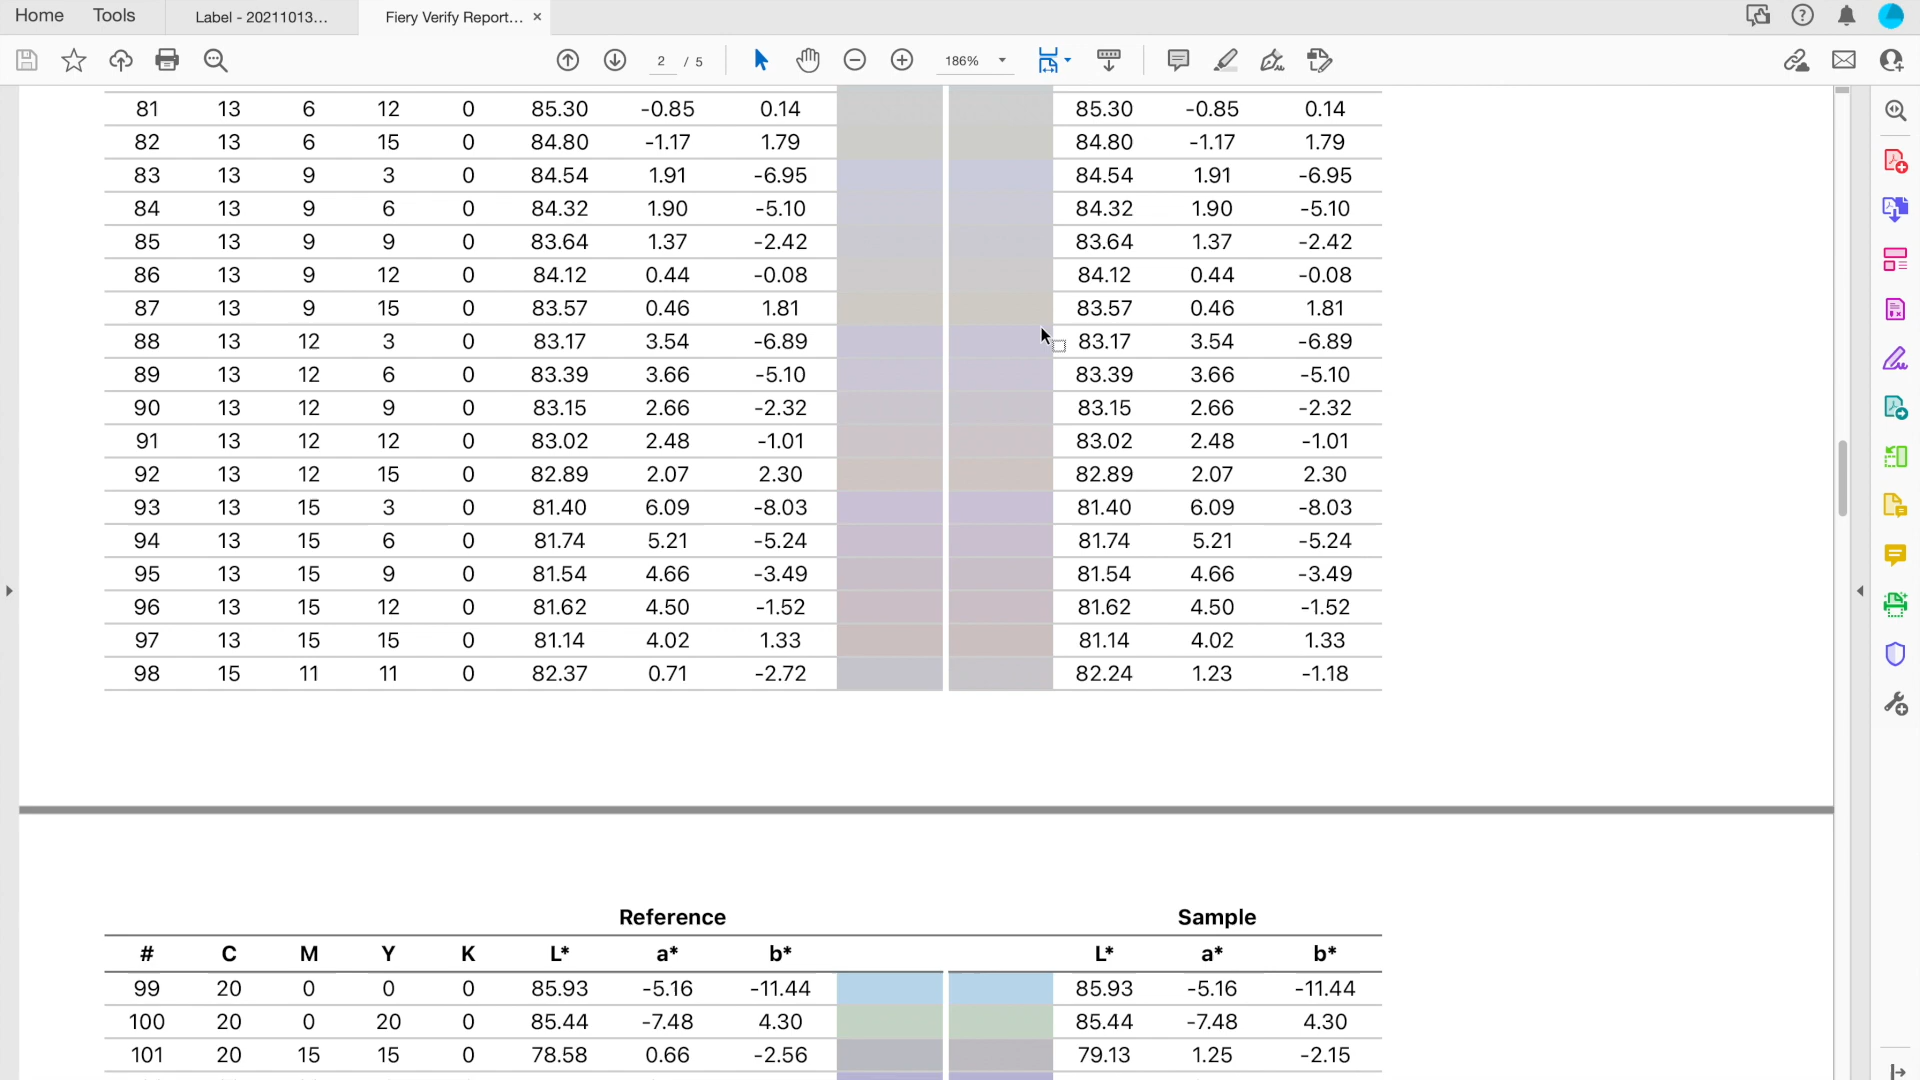 Home Tools Label - 20211013... Fiery Verify Report... ×
2 / 5 186%
81 13 6 12 0 85.30 -0.85 0.14 85.30 -0.85 0.14
82 13 6 15 0 84.80 -1.17 1.79 84.80 -1.17 1.79
83 13 9 3 0 84.54 1.91 -6.95 84.54 1.91 -6.95
84 13 9 6 0 84.32 1.90 -5.10 84.32 1.90 -5.10
85 13 9 9 0 83.64 1.37 -2.42 83.64 1.37 -2.42
86 13 9 12 0 84.12 0.44 -0.08 84.12 0.44 -0.08
87 13 9 15 0 83.57 0.46 1.81 83.57 0.46 1.81
88 13 12 3 0 83.17 3.54 -6.89 83.17 3.54 -6.89
89 13 12 6 0 83.39 3.66 -5.10 83.39 3.66 -5.10
90 13 12 9 0 83.15 2.66 -2.32 83.15 2.66 -2.32
91 13 12 12 0 83.02 2.48 -1.01 83.02 2.48 -1.01
92 13 12 15 0 82.89 2.07 2.30 82.89 2.07 2.30
93 13 15 3 0 81.40 6.09 -8.03 81.40 6.09 -8.03
94 13 15 6 0 81.74 5.21 -5.24 81.74 5.21 -5.24
95 13 15 9 0 81.54 4.66 -3.49 81.54 4.66 -3.49
96 13 15 12 0 81.62 4.50 -1.52 81.62 4.50 -1.52
97 13 15 15 0 81.14 4.02 1.33 81.14 4.02 1.33
98 15 11 11 0 82.37 0.71 -2.72 82.24 1.23 -1.18
Reference Sample
# C M Y K L* a* b* L* a* b*
99 20 0 0 0 85.93 -5.16 -11.44 85.93 -5.16 -11.44
100 20 0 20 0 85.44 -7.48 4.30 85.44 -7.48 4.30
101 20 15 15 0 78.58 0.66 -2.56 79.13 1.25 -2.15